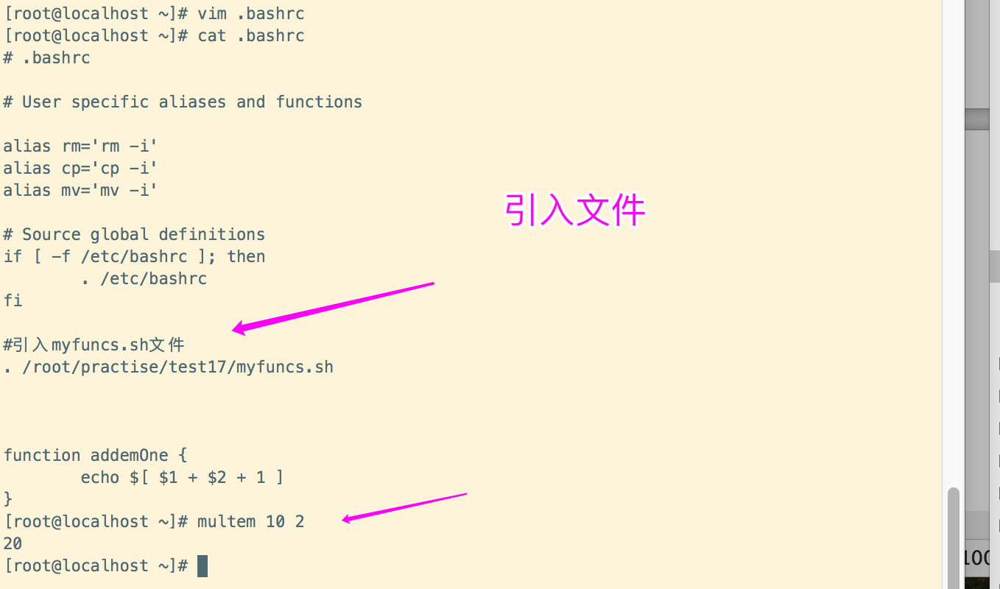 [root@localhost ~]# vim .bashrc
[root@localhost ~]# cat .bashrc
# .bashrc
# User specific aliases and functions
alias rm='rm -i'
alias cp='cp -i'
alias mv='mv -i'
引入文件
# Source global definitions
if [ -f /etc/bashrc ]; then
        . /etc/bashrc
fi
#引入myfuncs.sh文件
. /root/practise/test17/myfuncs.sh
function addemOne {
        echo $[ $1 + $2 + 1 ]
}
[root@localhost ~]# multem 10 2
20
[root@localhost ~]#
100